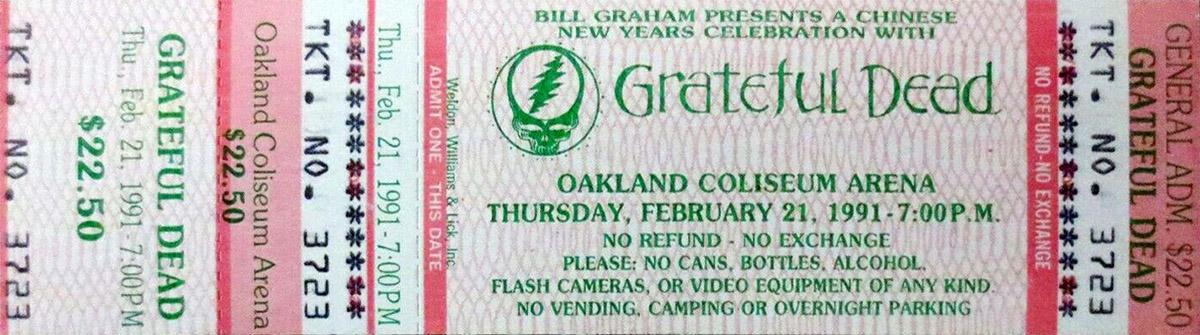 TKT. NO. 3723
GRATEFUL DEAD
Thu., Feb. 21, 1991 - 7:00PM
$22.50
Oakland Coliseum Arena
$22.50
TKT. NO. 3723
******************
Thu., Feb. 21, 1991 - 7:00PM
ADMIT ONE - THIS DATE
Weldon, Williams & Lick, Inc.
BILL GRAHAM PRESENTS A CHINESE
NEW YEARS CELEBRATION WITH
Grateful Dead
OAKLAND COLISEUM ARENA
THURSDAY, FEBRUARY 21, 1991 - 7:00 P.M.
NO REFUND - NO EXCHANGE
PLEASE: NO CANS, BOTTLES, ALCOHOL,
FLASH CAMERAS, OR VIDEO EQUIPMENT OF ANY KIND.
NO VENDING, CAMPING OR OVERNIGHT PARKING
NO REFUND-NO EXCHANGE
******************
TKT. NO. 3723
GRATEFUL DEAD
GENERAL ADM. $22.50